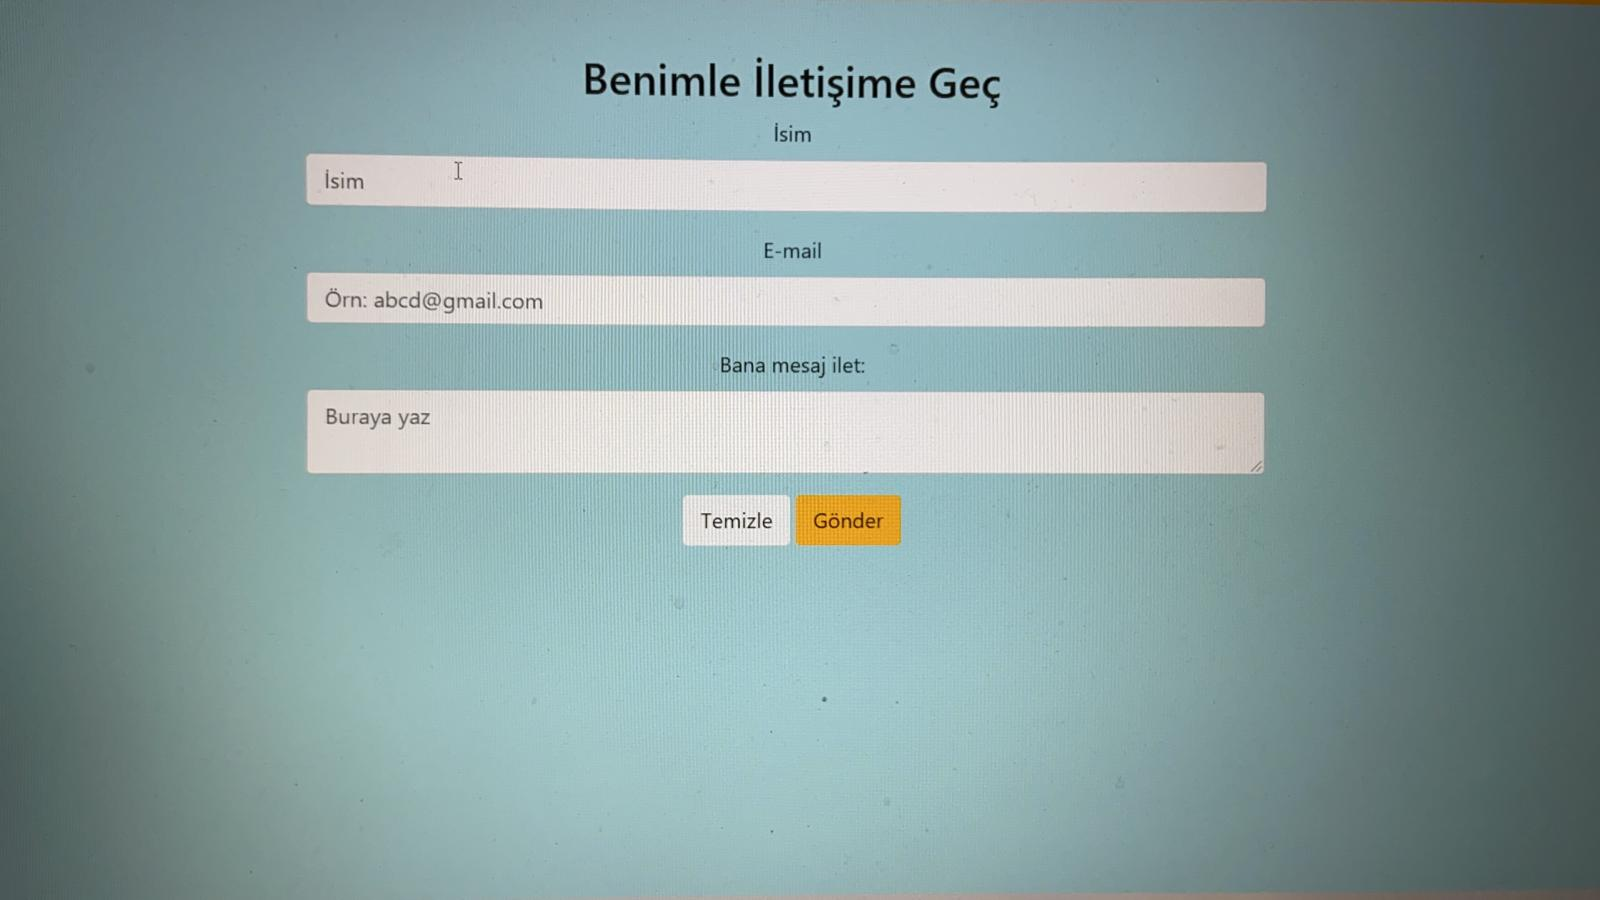 Benimle İletişime Geç
İsim
İsim
E-mail
Örn: abcd@gmail.com
Bana mesaj ilet:
Buraya yaz
Temizle Gönder